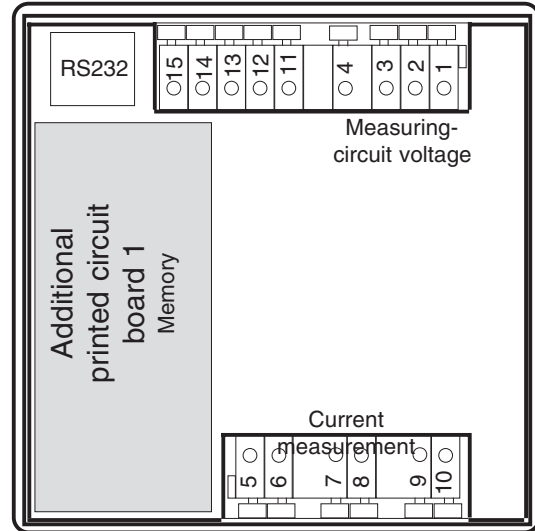 RS232
15 14 13 12 11 4 3 2 1
Measuring-
circuit voltage
Additional
printed circuit
board 1
Memory
Current
measurement
5 6 7 8 9 10